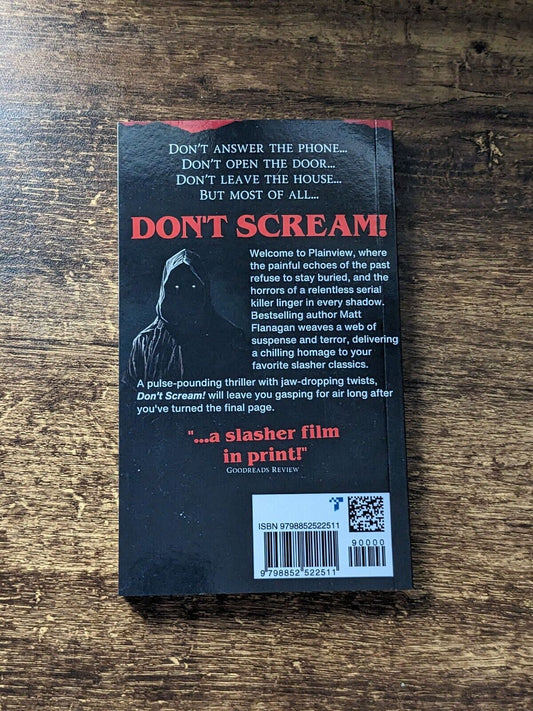 DON'T ANSWER THE PHONE...
DON'T OPEN THE DOOR...
DON'T LEAVE THE HOUSE...
BUT MOST OF ALL...
DON'T SCREAM!
Welcome to Plainview, where
the painful echoes of the past
refuse to stay buried, and the
horrors of a relentless serial
killer linger in every shadow.
Bestselling author Matt
Flanagan weaves a web of
suspense and terror, delivering
a chilling homage to your
favorite slasher classics.
A pulse-pounding thriller with jaw-dropping twists,
Don't Scream! will leave you gasping for air long after
you've turned the final page.
"...a slasher film
in print!"
GOODREADS REVIEW
ISBN 9798852522511
90000
9 798852 522511